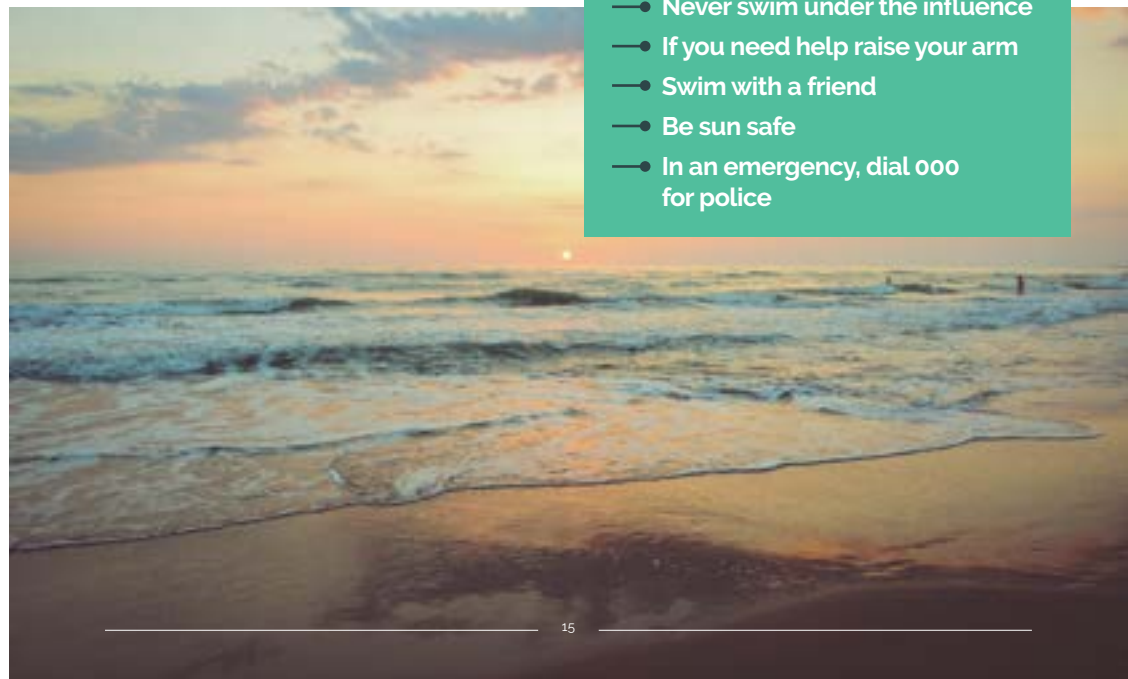 Never swim under the influence
If you need help raise your arm
Swim with a friend
Be sun safe
In an emergency, dial 000
for police
15